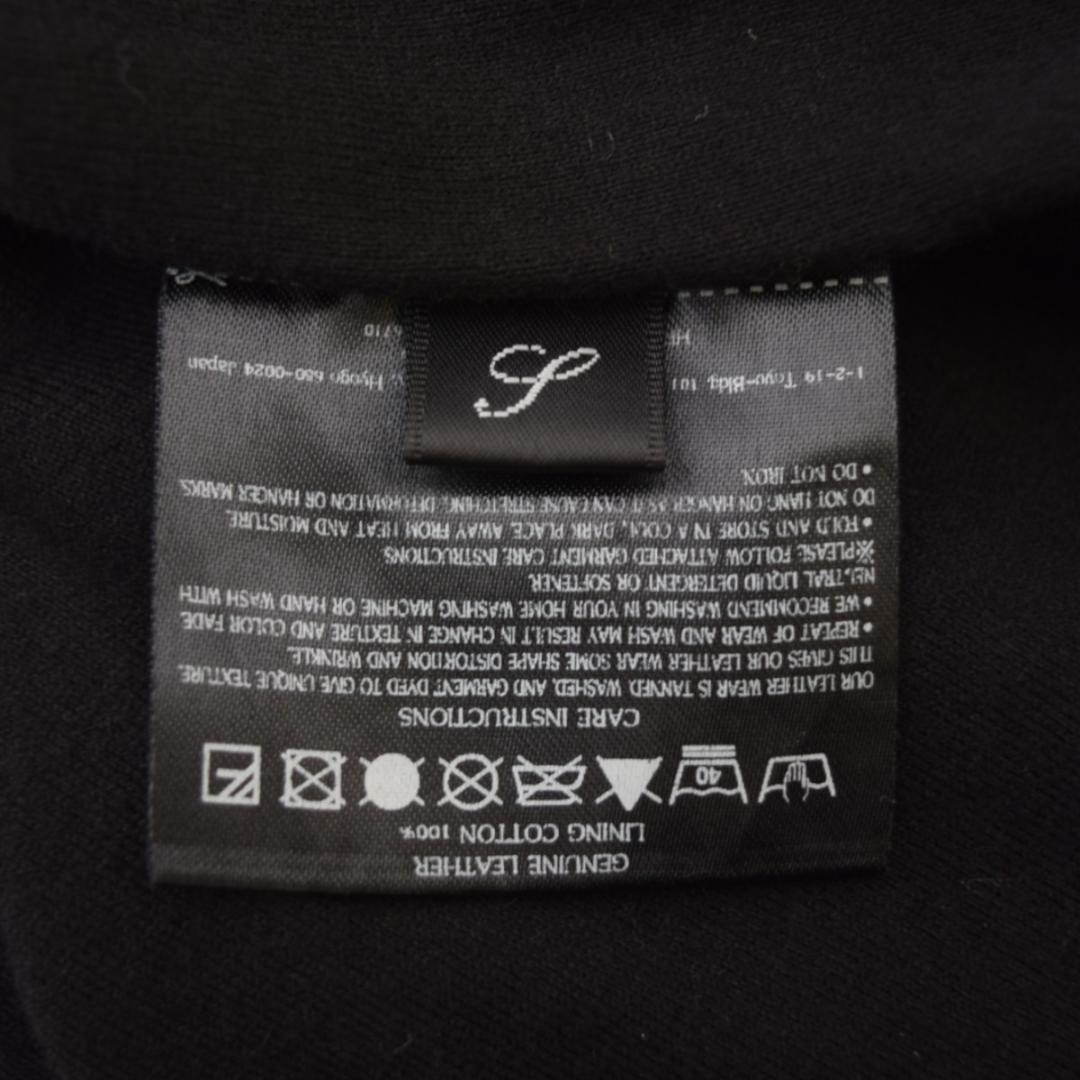 GENUINE LEATHER
LINING COTTON 100%
40
CARE INSTRUCTIONS
OUR LEATHER WEAR IS TANNED, WASHED, AND GARMENT DYED TO GIVE UNIQUE TEXTURE.
THIS GIVES OUR LEATHER WEAR SOME SHAPE DISTORTION AND WRINKLE.
• REPEAT OF WEAR AND WASH MAY RESULT IN CHANGE IN TEXTURE AND COLOR FADE
• WE RECOMMEND WASHING IN YOUR HOME WASHING MACHINE OR HAND WASH WITH
NEUTRAL LIQUID DETERGENT OR SOFTENER
※PLEASE FOLLOW ATTACHED GARMENT CARE INSTRUCTIONS
• FOLD AND STORE IN A COOL, DARK PLACE, AWAY FROM HEAT AND MOISTURE
DO NOT HANG ON HANGER AS IT CAN CAUSE STRETCHING, DEFORMATION OR HANGER MARKS.
• DO NOT IRON.
1-2-19 Toyo-Bldg. 101 Hyogo 650-0024 Japan
6710
S